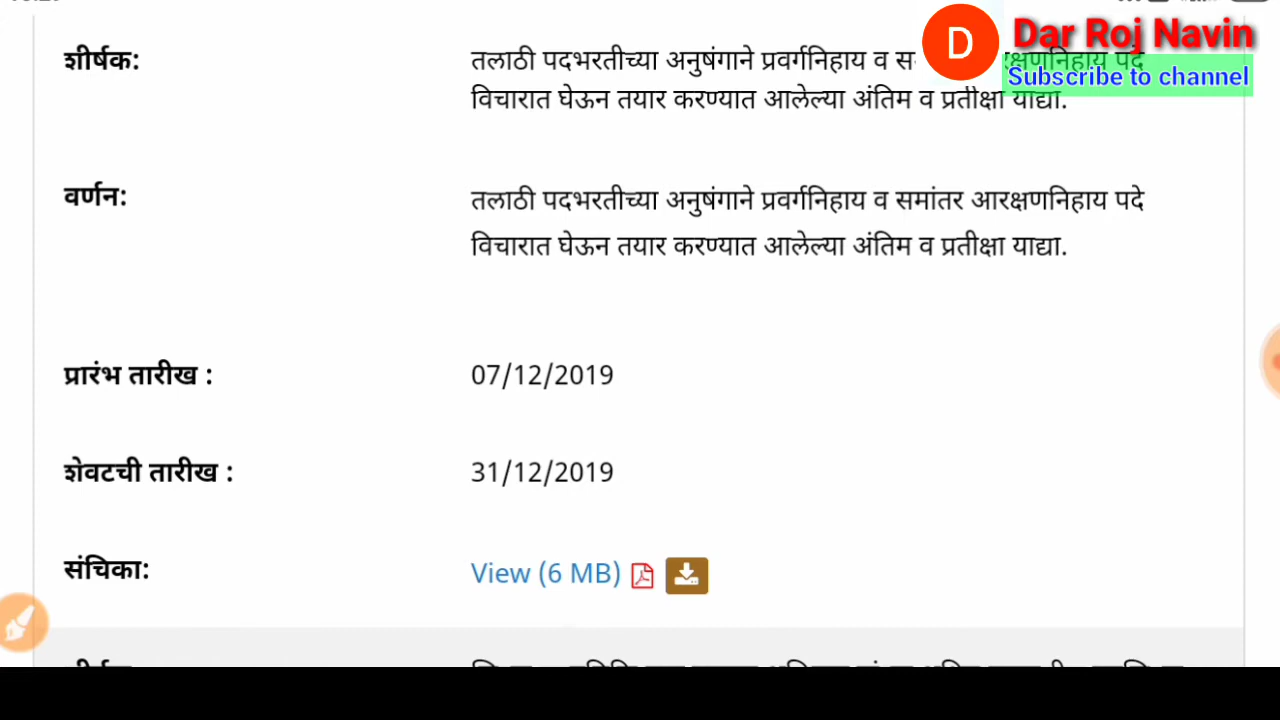 D Dar Roj Navin
Subscribe to channel
शीर्षक: तलाठी पदभरतीच्या अनुषंगाने प्रवर्गनिहाय व पदे
विचारात घेऊन तयार करण्यात आलेल्या अंतिम व प्रतीक्षा याद्या.
वर्णन: तलाठी पदभरतीच्या अनुषंगाने प्रवर्गनिहाय व समांतर आरक्षणनिहाय पदे
विचारात घेऊन तयार करण्यात आलेल्या अंतिम व प्रतीक्षा याद्या.
प्रारंभ तारीख : 07/12/2019
शेवटची तारीख : 31/12/2019
संचिका: View (6 MB)